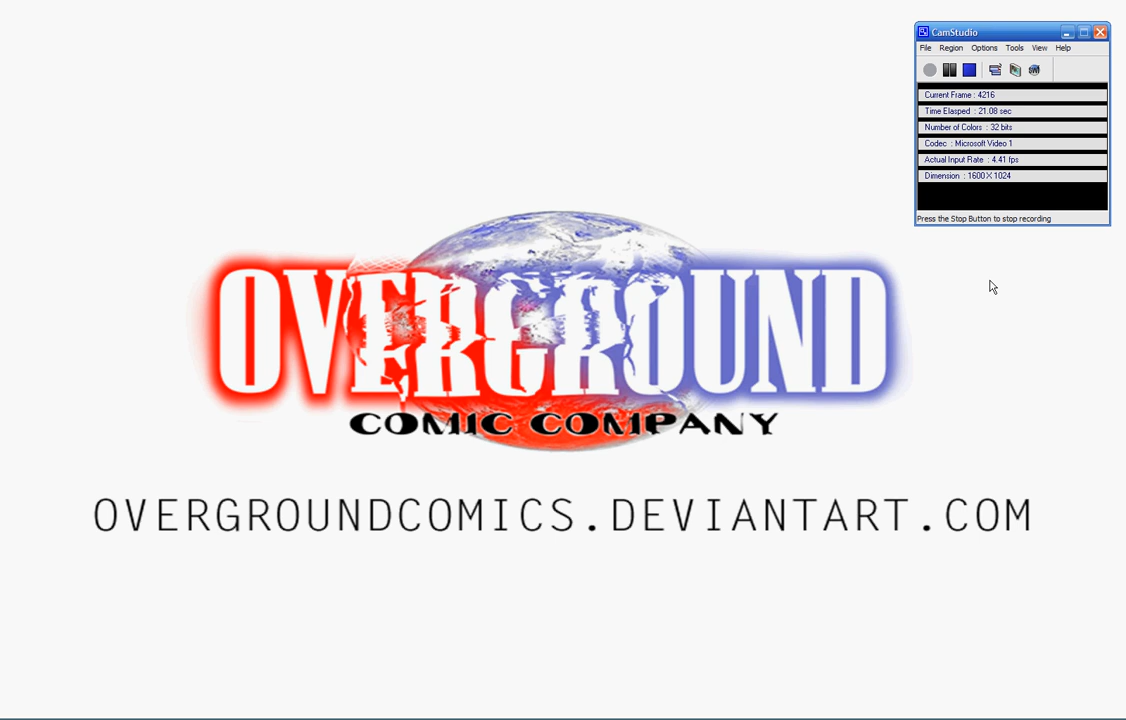 CamStudio
File Region Options Tools View Help
Current Frame : 4216
Time Elasped : 21.08 sec
Number of Colors : 32 bits
Codec : Microsoft Video 1
Actual Input Rate : 4.41 fps
Dimension : 1600 X 1024
Press the Stop Button to stop recording
OVERGROUND
COMIC COMPANY
OVERGROUNDCOMICS.DEVIANTART.COM